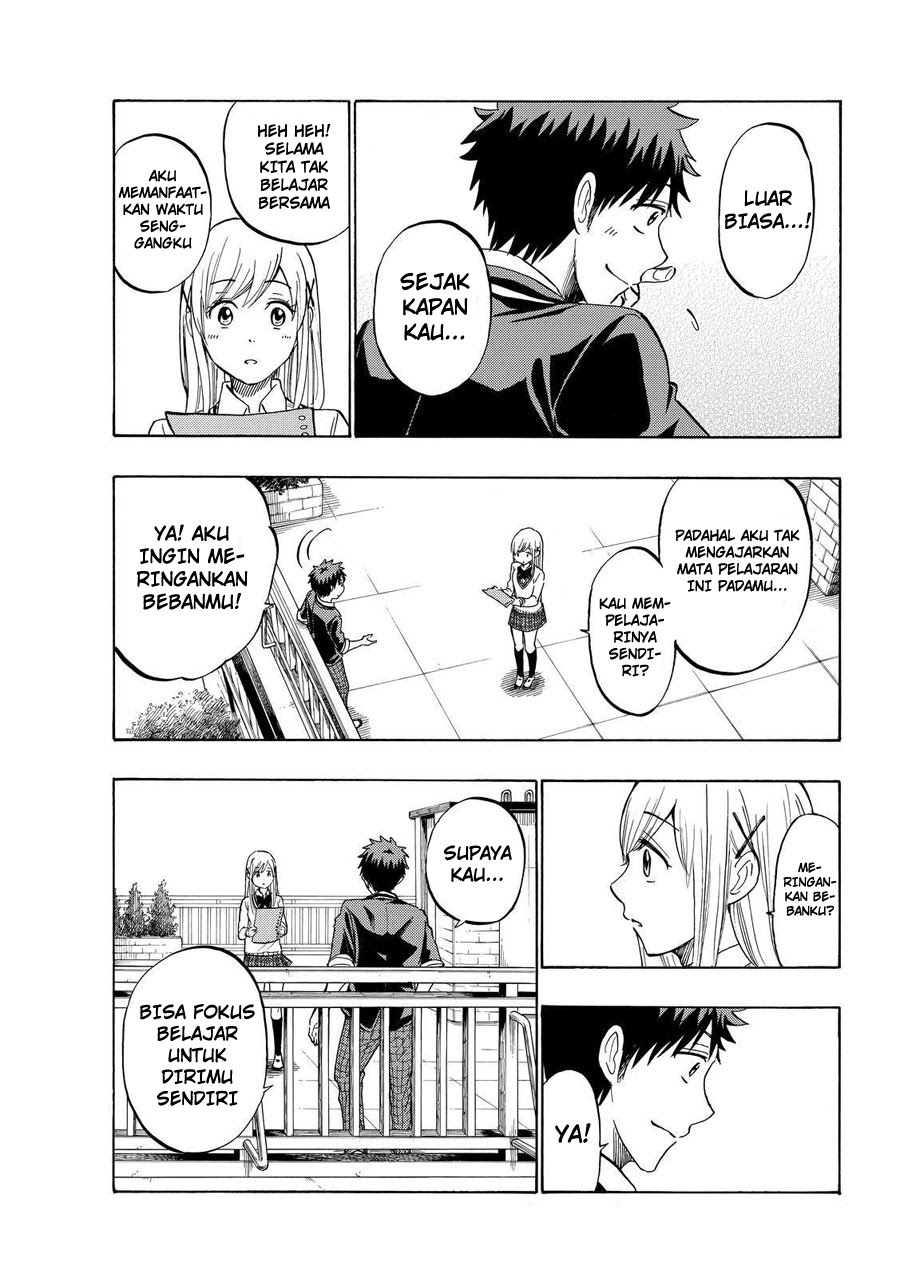 LUAR
BIASA...!
SEJAK
KAPAN
KAU...
HEH HEH!
SELAMA
KITA TAK
BELAJAR
BERSAMA
AKU
MEMANFAAT-
KAN WAKTU
SENG-
GANGKU
PADAHAL AKU TAK
MENGAJARKAN
MATA PELAJARAN
INI PADAMU...
KAU MEM-
PELAJA-
RINYA
SENDI-
RI?
YA! AKU
INGIN ME-
RINGANKAN
BEBANMU!
ME-
RINGAN-
KAN BE-
BANKU?
YA!
SUPAYA
KAU...
BISA FOKUS
BELAJAR
UNTUK
DIRIMU
SENDIRI